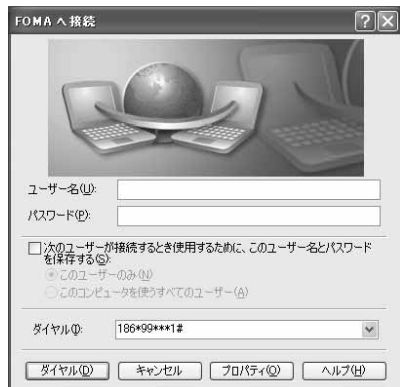 FOMA へ接続
ユーザー名(U):
パスワード(P):
次のユーザーが接続するとき使用するために、このユーザー名とパスワード
を保存する(S):
このユーザーのみ(N)
このコンピュータを使うすべてのユーザー(A)
ダイヤル(I):
186*99***1#
ダイヤル(D) キャンセル プロパティ(O) ヘルプ(H)